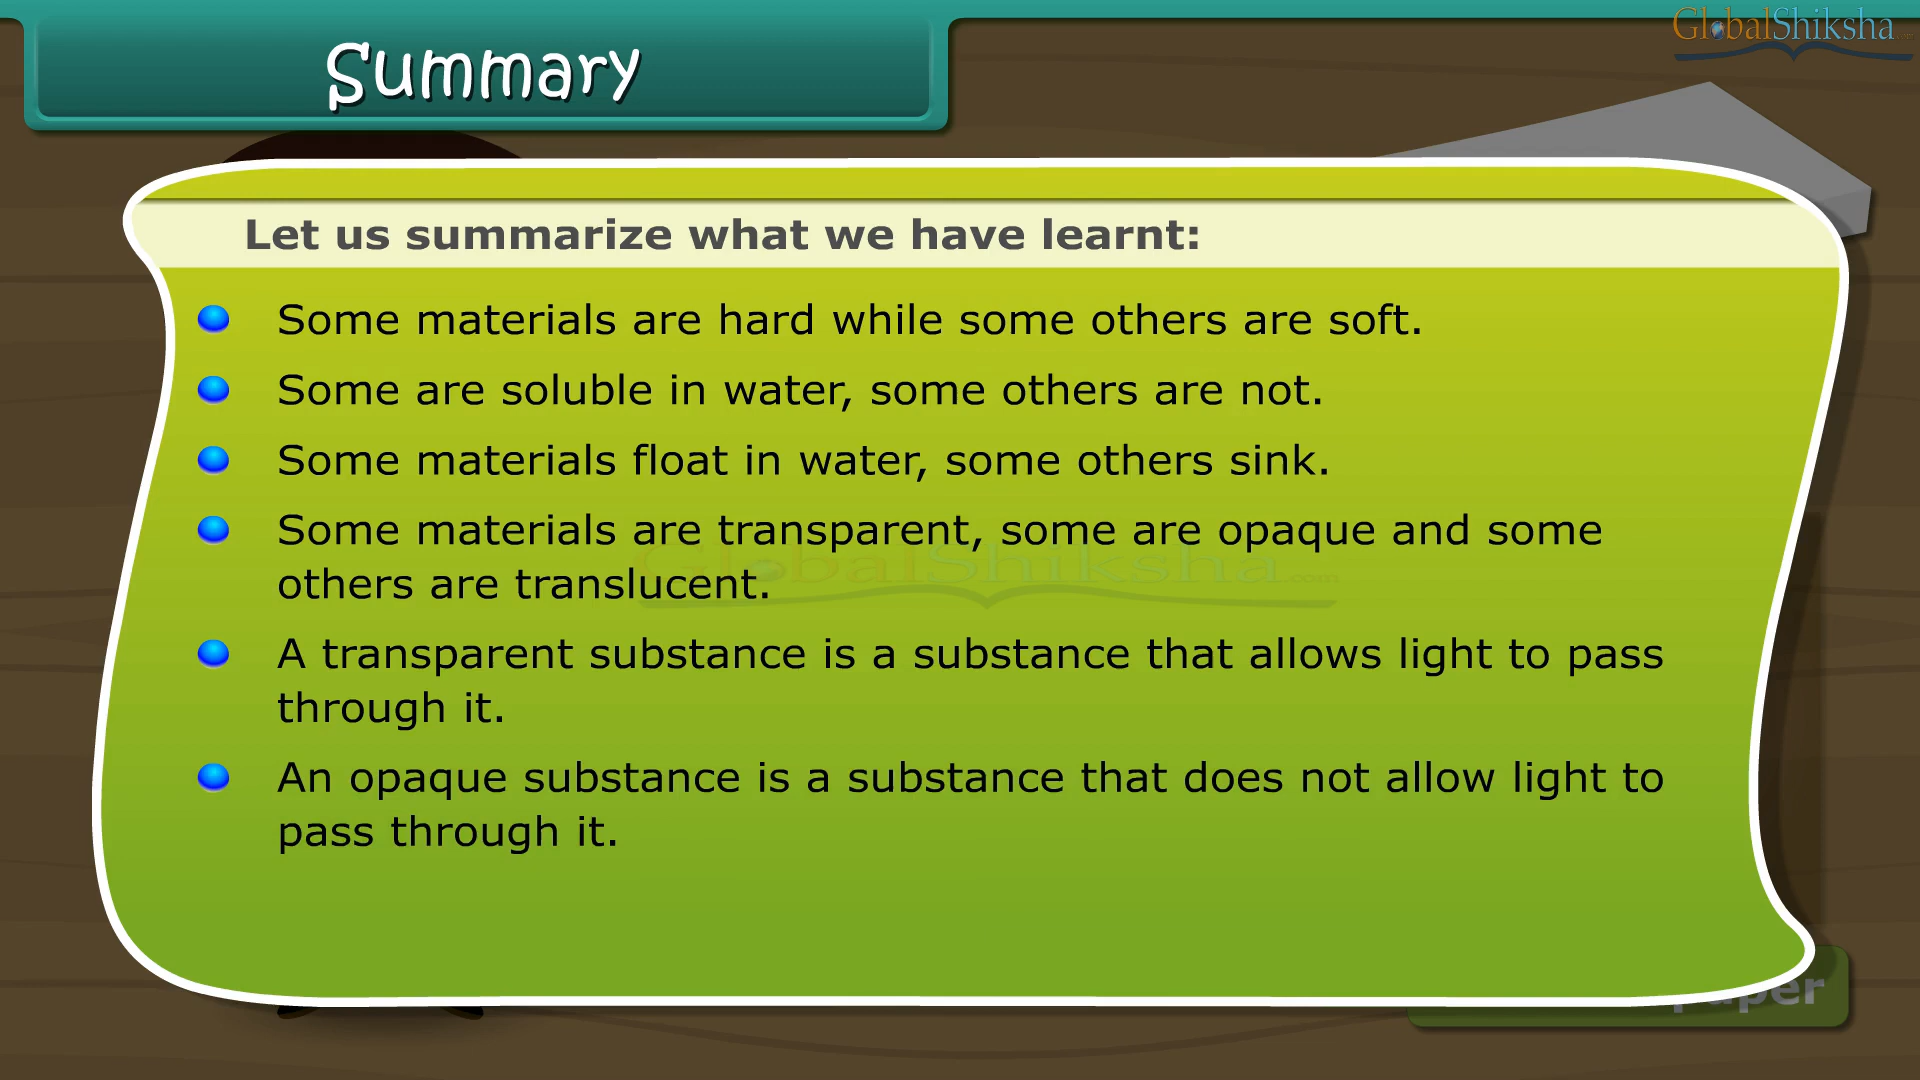 Summary
GlobalShiksha
Let us summarize what we have learnt:
Some materials are hard while some others are soft.
Some are soluble in water, some others are not.
Some materials float in water, some others sink.
Some materials are transparent, some are opaque and some
others are translucent.
GlobalShiksha.com
A transparent substance is a substance that allows light to pass
through it.
An opaque substance is a substance that does not allow light to
pass through it.
paper